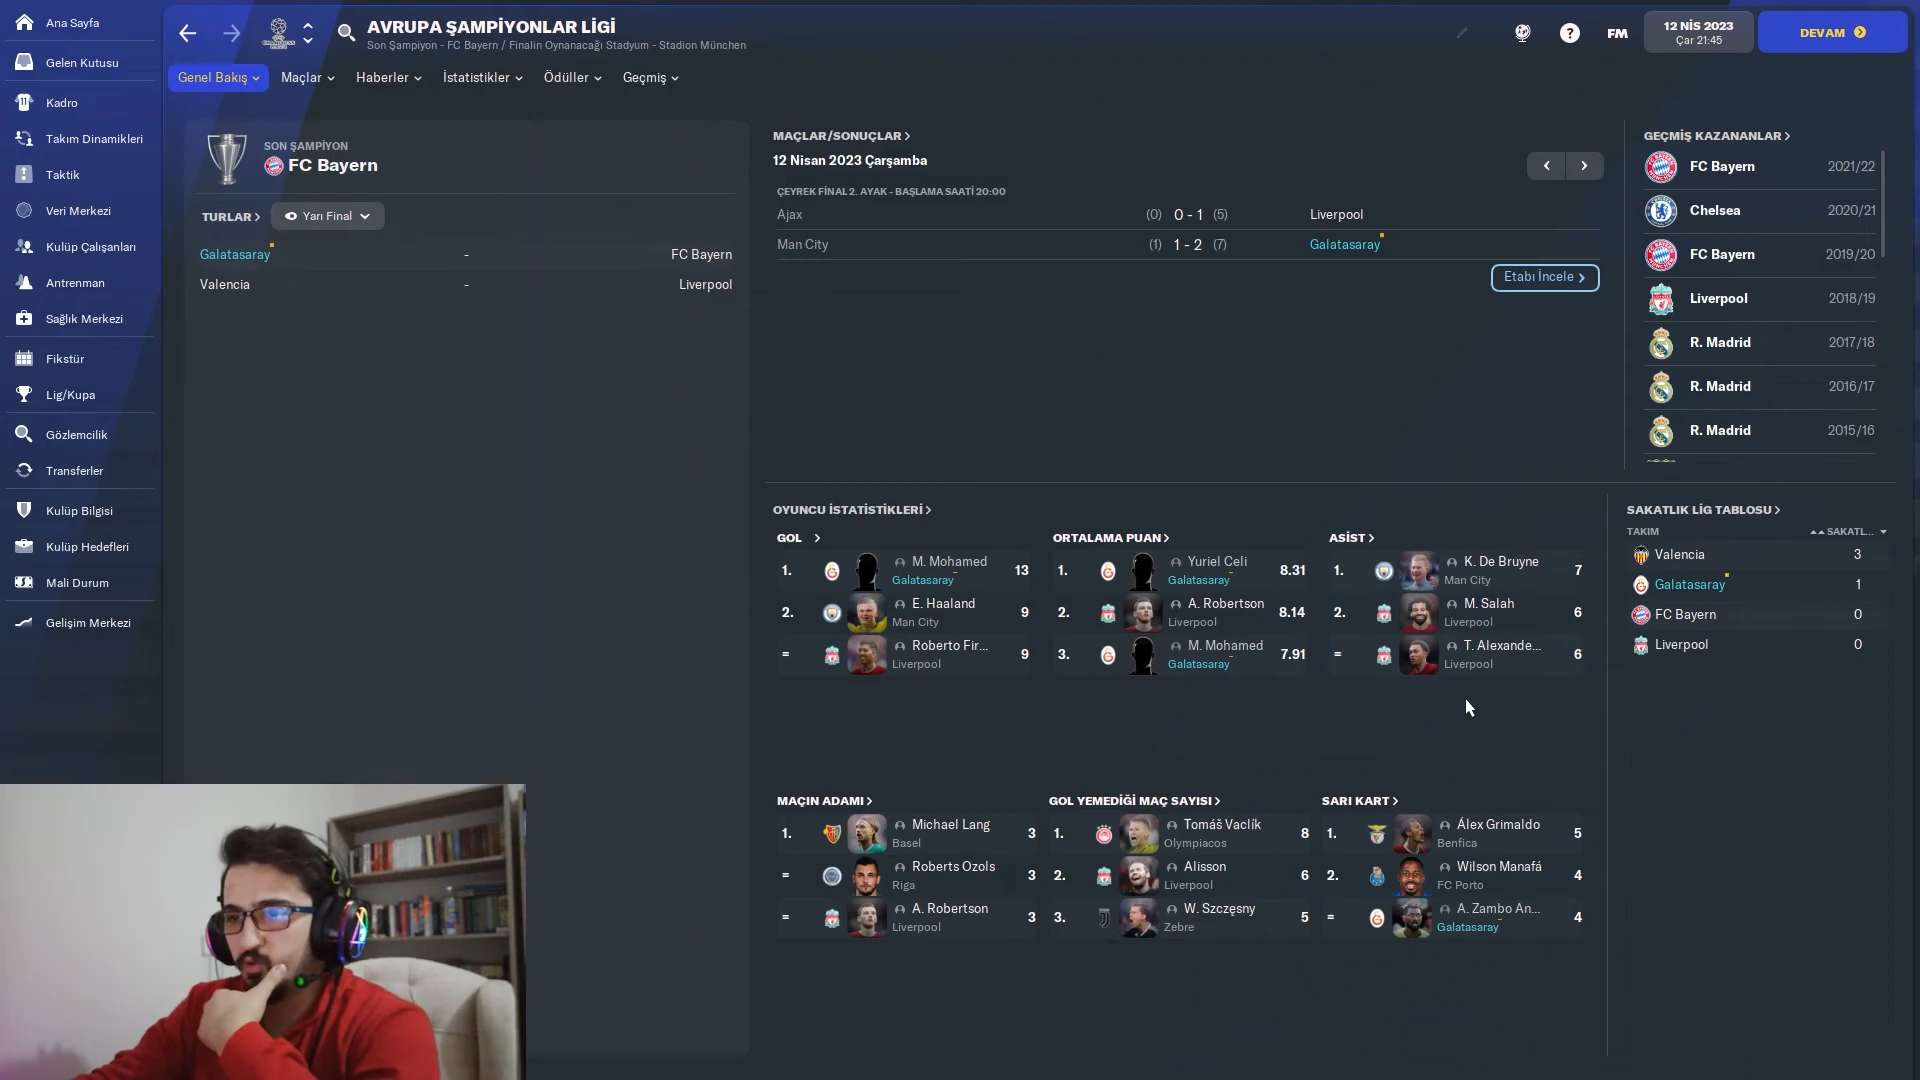 Ana Sayfa
Gelen Kutusu
Kadro
Takım Dinamikleri
Taktik
Veri Merkezi
Kulüp Çalışanları
Antrenman
Sağlık Merkezi
Fikstür
Lig/Kupa
Gözlemcilik
Transferler
Kulüp Bilgisi
Kulüp Hedefleri
Mali Durum
Gelişim Merkezi
AVRUPA ŞAMPİYONLAR LİGİ
Son Şampiyon - FC Bayern / Finalin Oynanacağı Stadyum - Stadion München
FM
12 NİS 2023
Çar 21:45
DEVAM
Genel Bakış
Maçlar
Haberler
İstatistikler
Ödüller
Geçmiş
SON ŞAMPİYON
FC Bayern
TURLAR
Yarı Final
Galatasaray - FC Bayern
Valencia - Liverpool
MAÇLAR/SONUÇLAR
12 Nisan 2023 Çarşamba
ÇEYREK FİNAL 2. AYAK - BAŞLAMA SAATİ 20:00
Ajax (0) 0 - 1 (5) Liverpool
Man City (1) 1 - 2 (7) Galatasaray
Etabı İncele
GEÇMİŞ KAZANANLAR
FC Bayern 2021/22
Chelsea 2020/21
FC Bayern 2019/20
Liverpool 2018/19
R. Madrid 2017/18
R. Madrid 2016/17
R. Madrid 2015/16
OYUNCU İSTATİSTİKLERİ
GOL
1. M. Mohamed 13
Galatasaray
2. E. Haaland 9
Man City
= Roberto Fir... 9
Liverpool
ORTALAMA PUAN
1. Yuriel Celi 8.31
Galatasaray
2. A. Robertson 8.14
Liverpool
3. M. Mohamed 7.91
Galatasaray
ASİST
1. K. De Bruyne 7
Man City
2. M. Salah 6
Liverpool
= T. Alexande... 6
Liverpool
SAKATLIK LİG TABLOSU
TAKIM SAKATL...
Valencia 3
Galatasaray 1
FC Bayern 0
Liverpool 0
MAÇIN ADAMI
1. Michael Lang 3
Basel
= Roberts Ozols 3
Riga
= A. Robertson 3
Liverpool
GOL YEMEDİĞİ MAÇ SAYISI
1. Tomáš Vaclík 8
Olympiacos
2. Alisson 6
Liverpool
3. W. Szczęsny 5
Zebre
SARI KART
1. Álex Grimaldo 5
Benfica
2. Wilson Manafá 4
FC Porto
= A. Zambo An... 4
Galatasaray